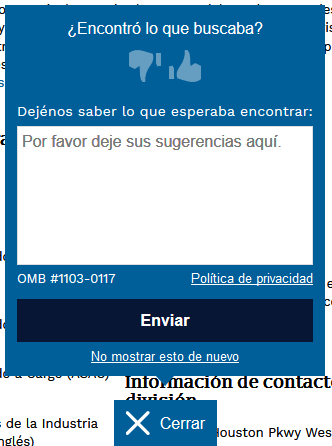 ¿Encontró lo que buscaba?
Dejénos saber lo que esperaba encontrar:
Por favor deje sus sugerencias aquí.
OMB #1103-0117 Política de privacidad
Enviar
No mostrar esto de nuevo
Información de contacto
división
s de la Industria
Cerrar
Houston Pkwy Wes
nglés)